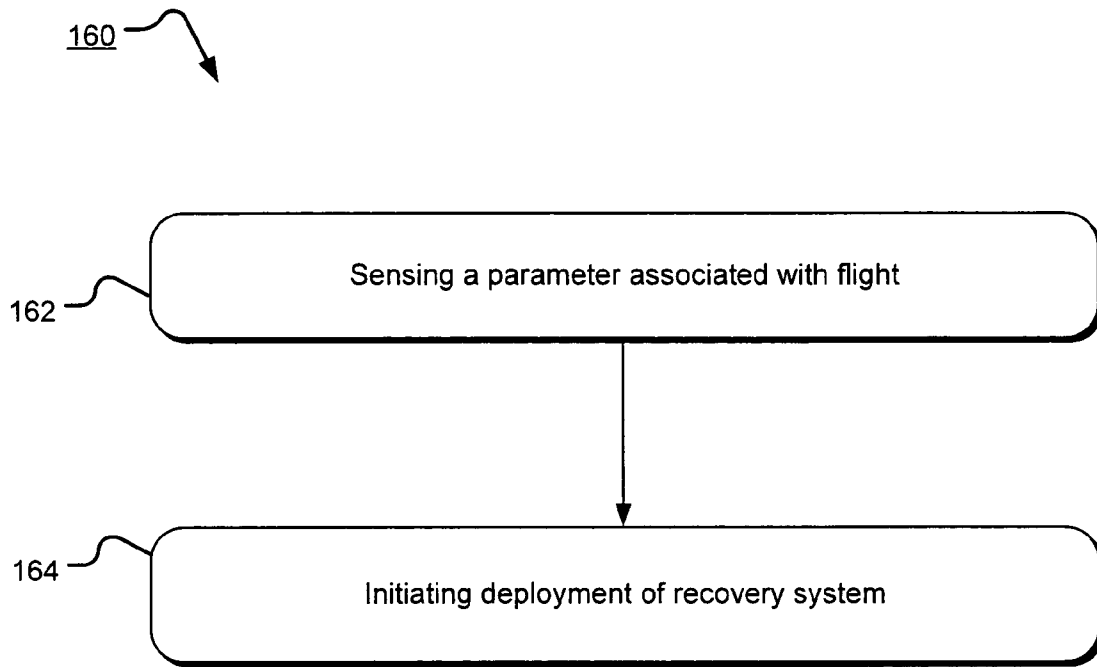 160
Sensing a parameter associated with flight
162
Initiating deployment of recovery system
164